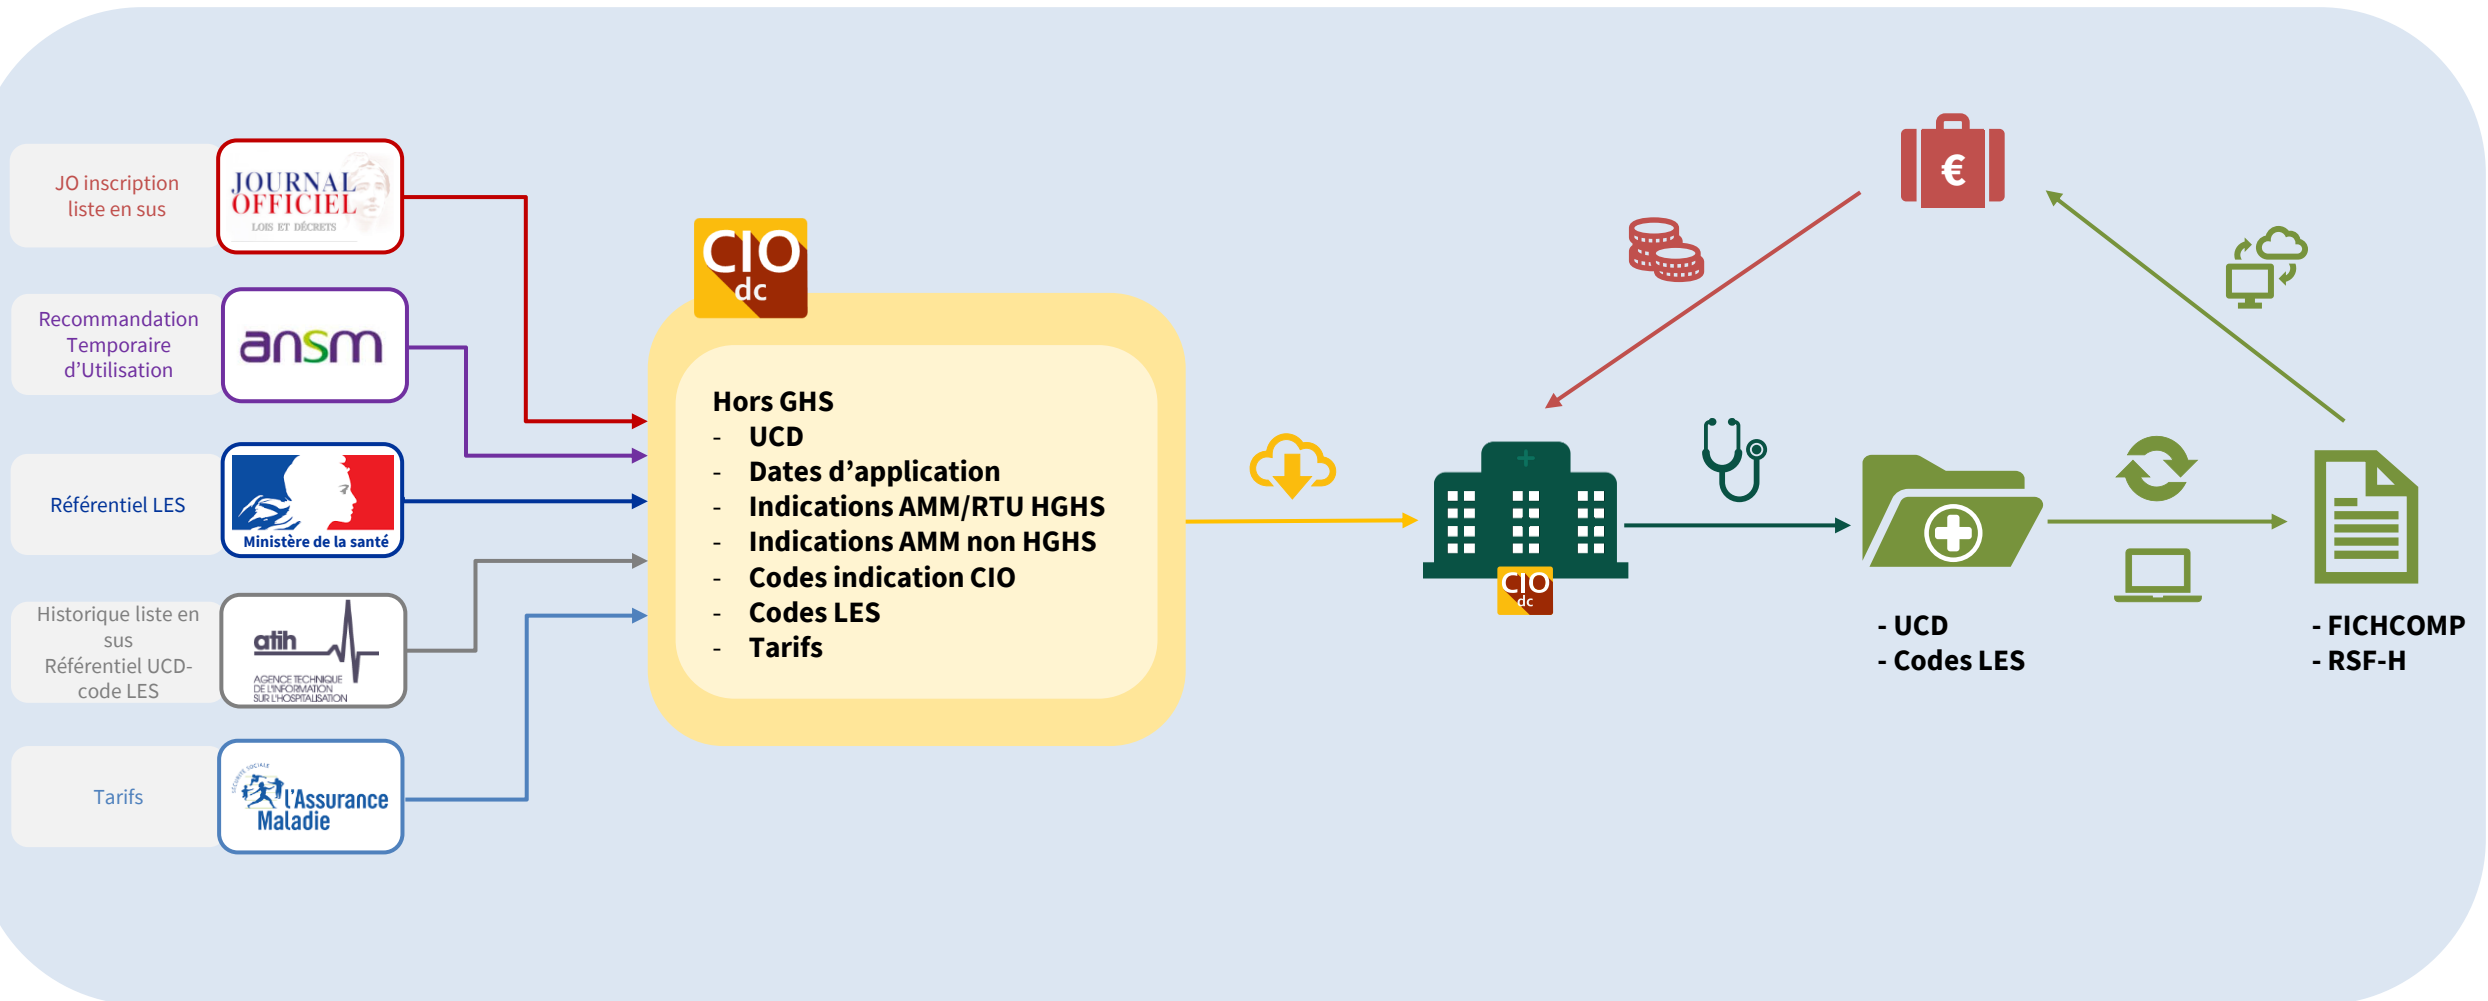 JO inscription
liste en sus
JOURNAL
OFFICIEL
LOIS ET DÉCRETS
Recommandation
Temporaire
d'Utilisation
ansm
Référentiel LES
Ministère de la santé
Historique liste en
sus
Référentiel UCD-
code LES
atih
AGENCE TECHNIQUE
DE L'INFORMATION
SUR L'HOSPITALISATION
Tarifs
SÉCURITÉ SOCIALE
l'Assurance
Maladie
CIO
dc
Hors GHS
- UCD
- Dates d'application
- Indications AMM/RTU HGHS
- Indications AMM non HGHS
- Codes indication CIO
- Codes LES
- Tarifs
CIO
dc
€
- UCD
- Codes LES
- FICHCOMP
- RSF-H